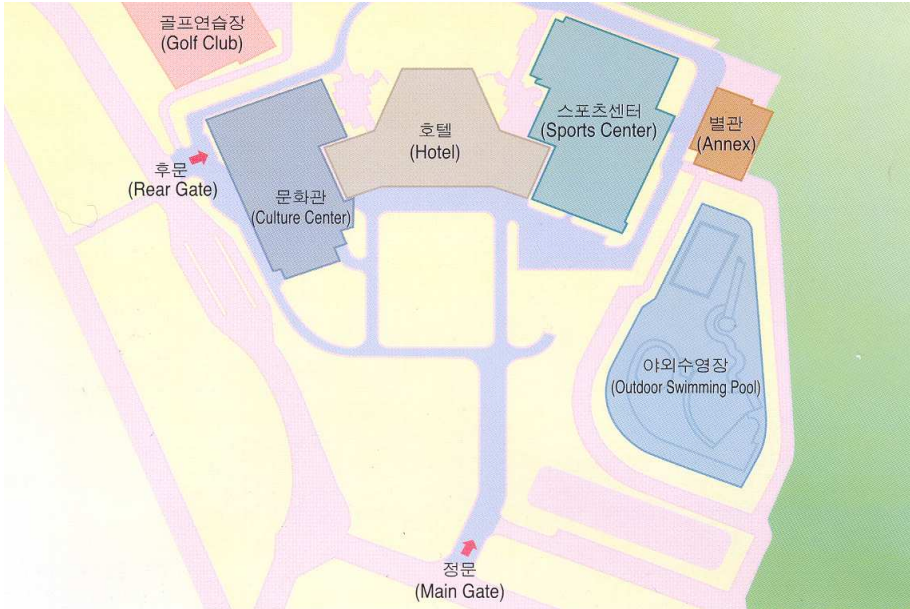 골프연습장
(Golf Club)
스포츠센터
(Sports Center)
별관
(Annex)
호텔
(Hotel)
후문
(Rear Gate)
문화관
(Culture Center)
야외수영장
(Outdoor Swimming Pool)
정문
(Main Gate)